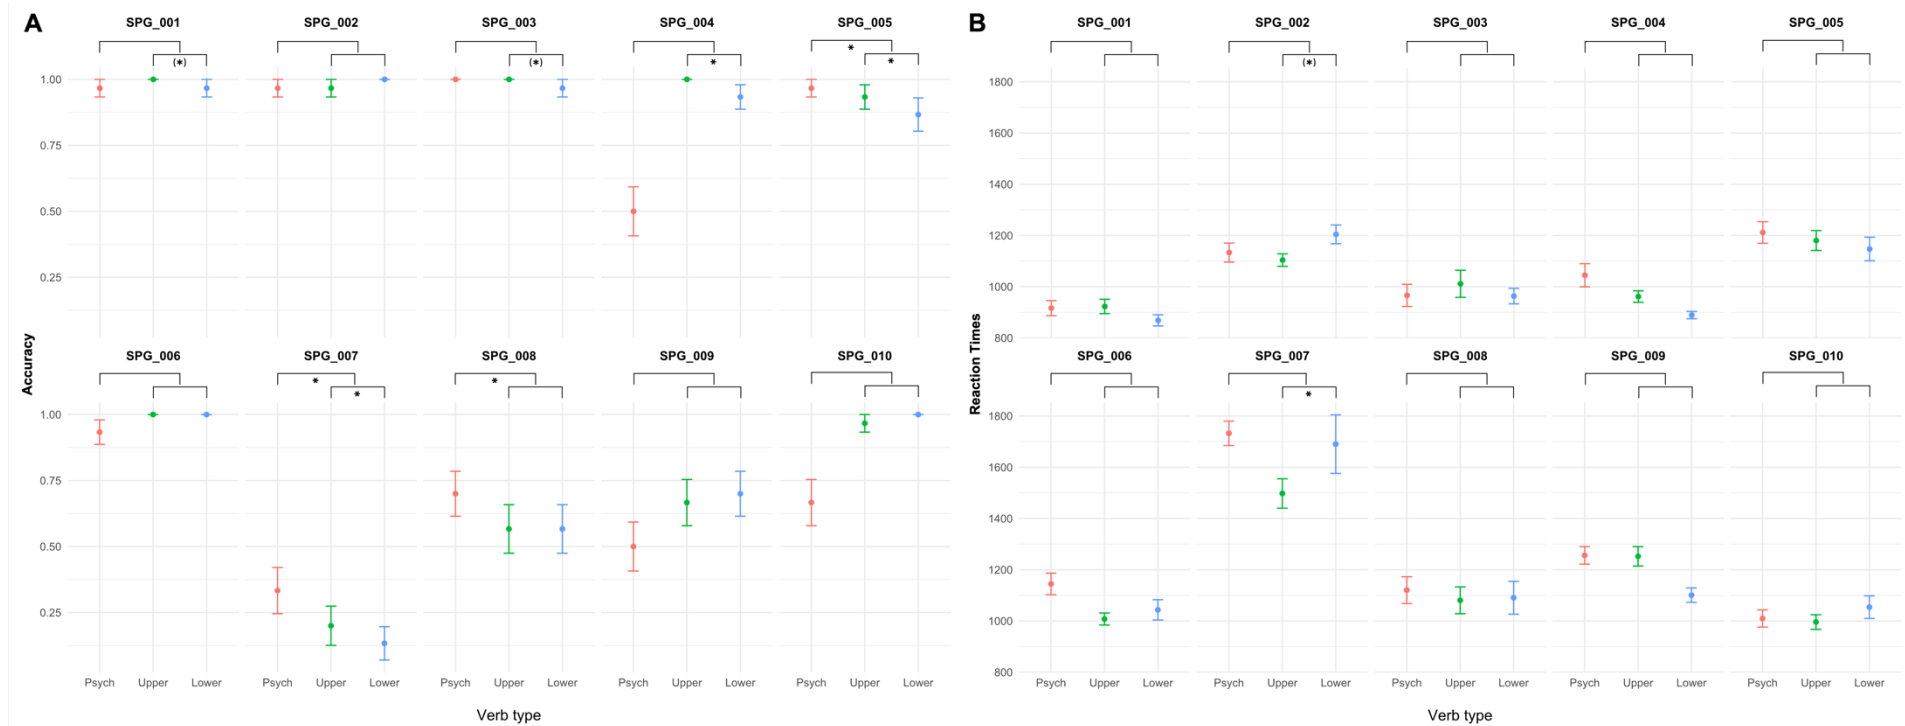 A
SPG_001 SPG_002 SPG_003 SPG_004 SPG_005
(*) (*) * * *
1.00
0.75
0.50
0.25
Accuracy
SPG_006 SPG_007 SPG_008 SPG_009 SPG_010
* * *
1.00
0.75
0.50
0.25
Psych Upper Lower Psych Upper Lower Psych Upper Lower Psych Upper Lower Psych Upper Lower
Verb type
B
SPG_001 SPG_002 SPG_003 SPG_004 SPG_005
(*)
1800
1600
1400
1200
1000
800
Reaction Times
SPG_006 SPG_007 SPG_008 SPG_009 SPG_010
*
1800
1600
1400
1200
1000
800
Psych Upper Lower Psych Upper Lower Psych Upper Lower Psych Upper Lower Psych Upper Lower
Verb type